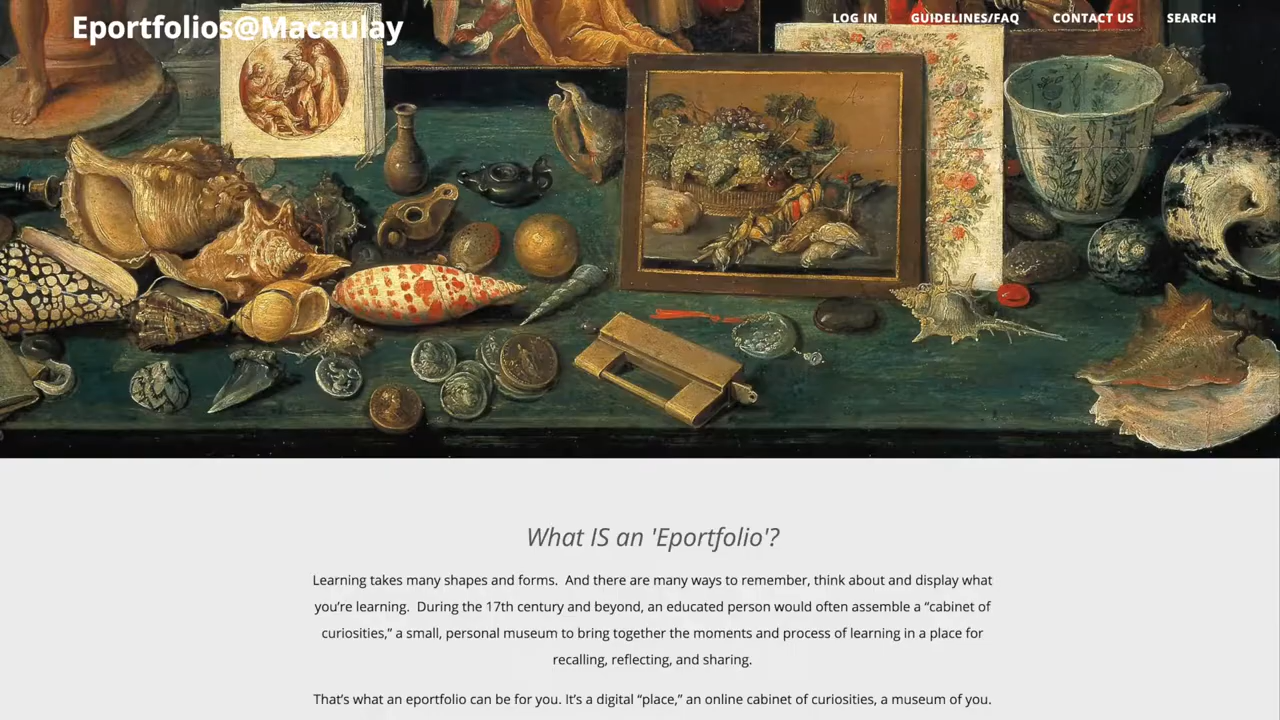 Eportfolios@Macaulay
LOG IN GUIDELINES/FAQ CONTACT US SEARCH
What IS an 'Eportfolio'?
Learning takes many shapes and forms.  And there are many ways to remember, think about and display what
you’re learning.  During the 17th century and beyond, an educated person would often assemble a “cabinet of
curiosities,” a small, personal museum to bring together the moments and process of learning in a place for
recalling, reflecting, and sharing.
That’s what an eportfolio can be for you. It’s a digital “place,” an online cabinet of curiosities, a museum of you.